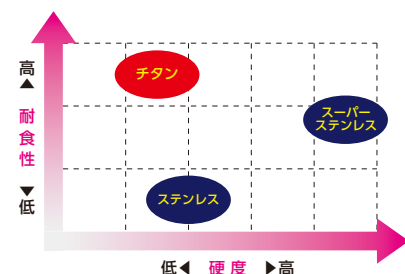 高
▲
耐食性
▼
低
チタン
スーパー
ステンレス
ステンレス
低◀ 硬度 ▶高